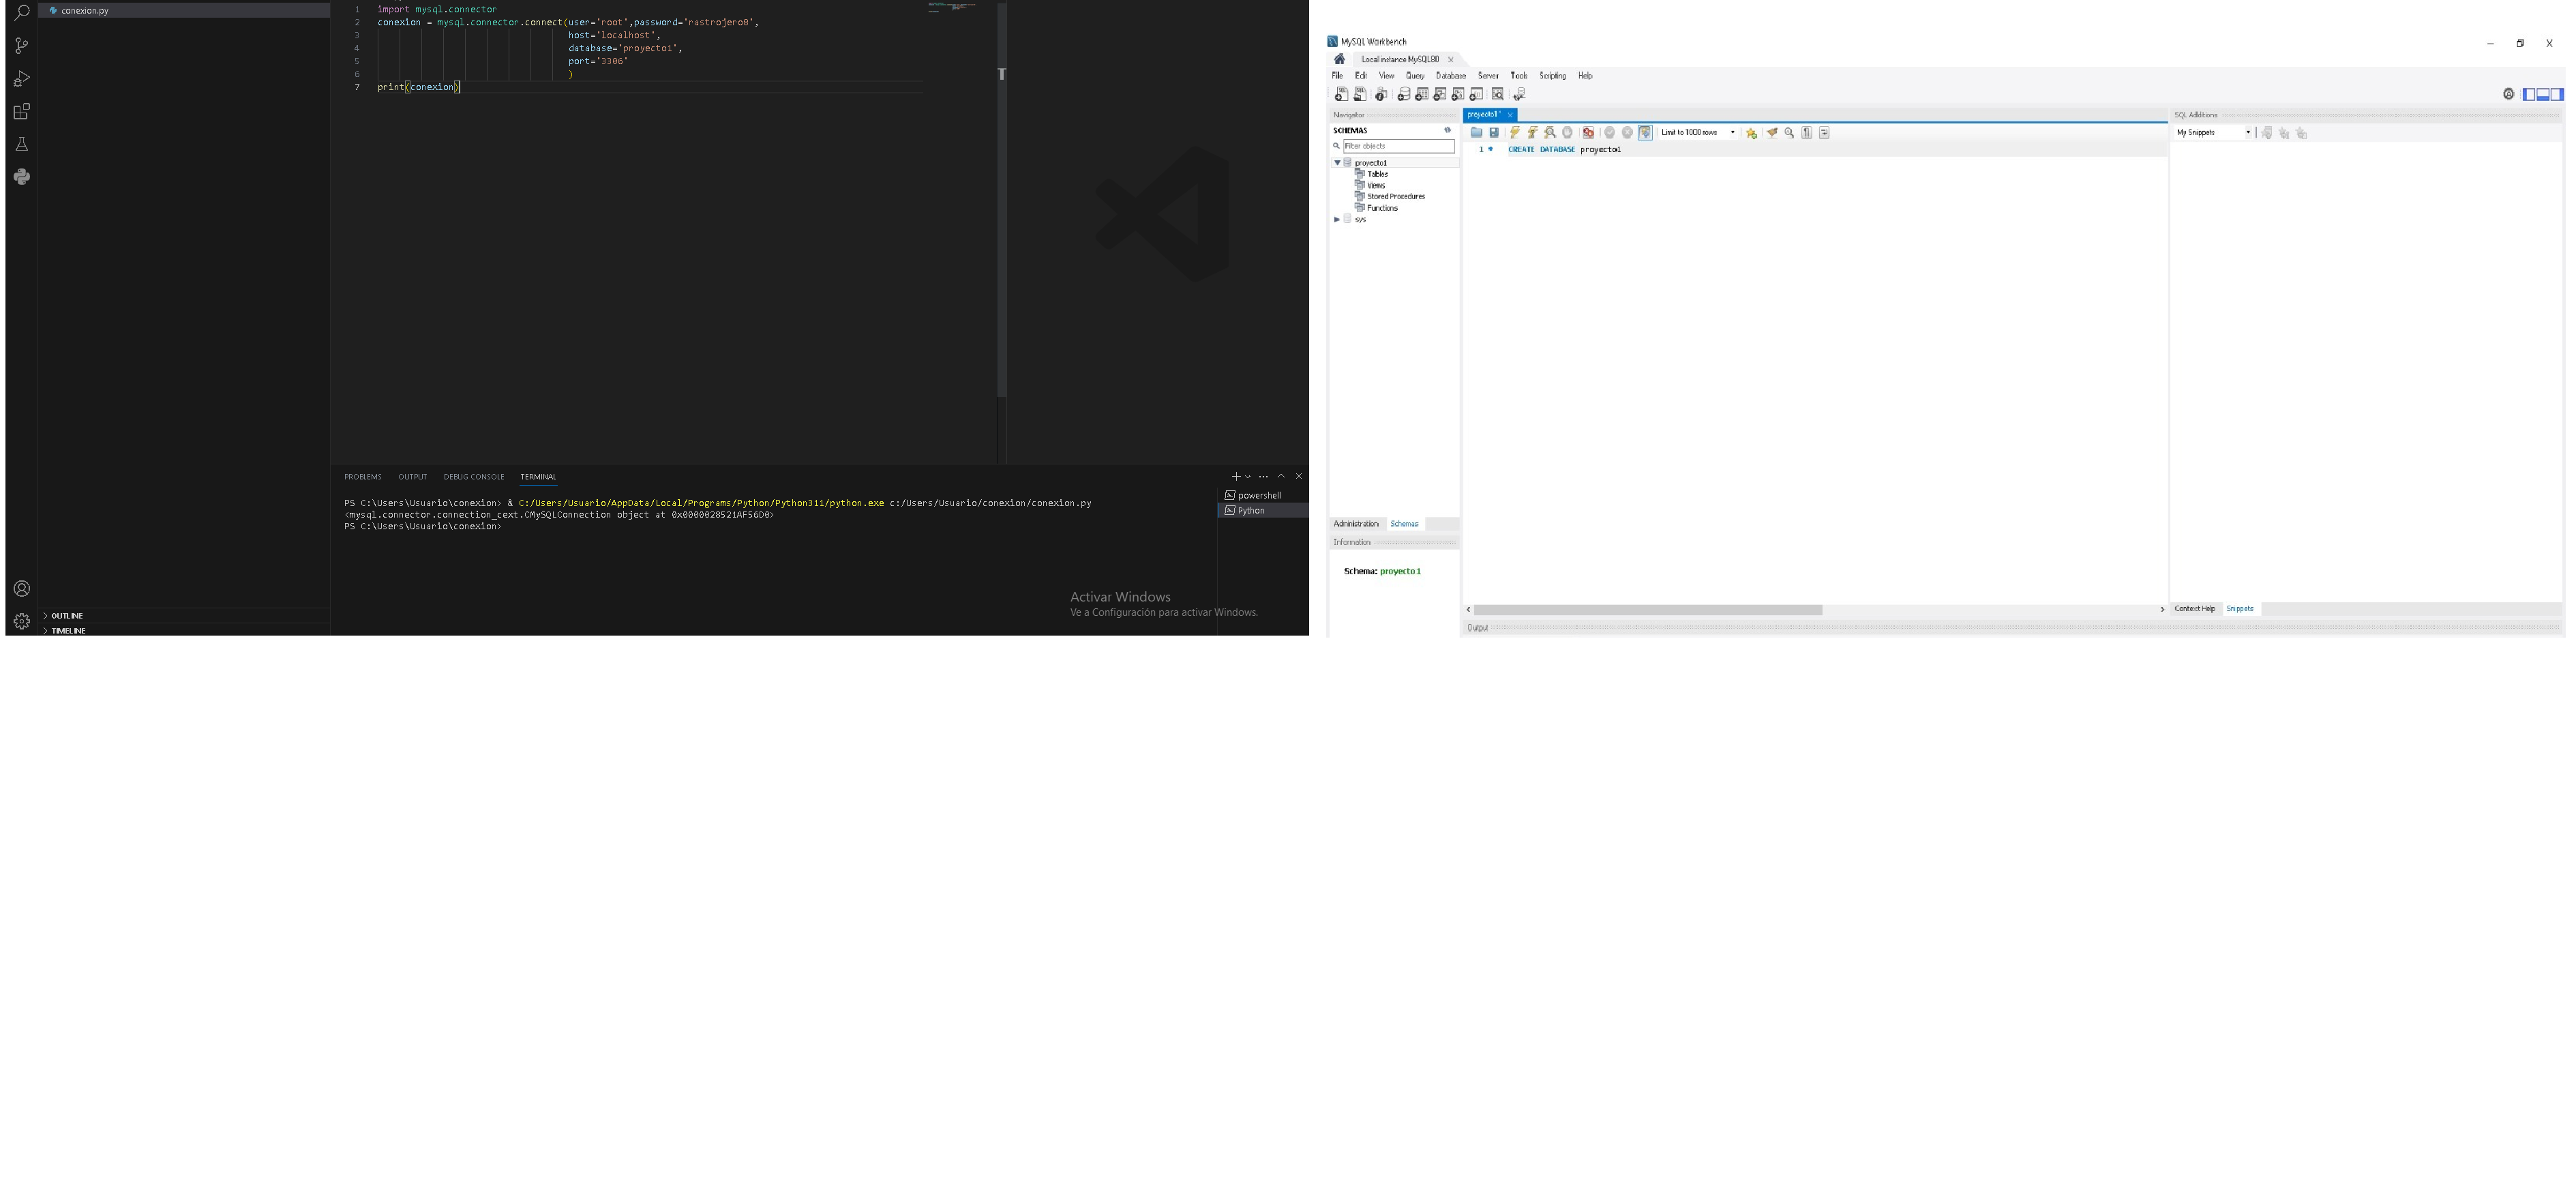 conexion.py
1 import mysql.connector
2 conexion = mysql.connector.connect(user='root',password='rastrojero8',
3 host='localhost',
4 database='proyecto1',
5 port='3306'
6 )
7 print(conexion)
PROBLEMS OUTPUT DEBUG CONSOLE TERMINAL
PS C:\Users\Usuario\conexion> & C:/Users/Usuario/AppData/Local/Programs/Python/Python311/python.exe c:/Users/Usuario/conexion/conexion.py
<mysql.connector.connection_cext.CMySQLConnection object at 0x0000028521AF56D0>
PS C:\Users\Usuario\conexion>
powershell
Python
Activar Windows
Ve a Configuración para activar Windows.
OUTLINE
TIMELINE
MySQL Workbench
Local instance MySQL80
File Edit View Query Database Server Tools Scripting Help
Navigator
SCHEMAS
Filter objects
proyecto1
Tables
Views
Stored Procedures
Functions
sys
Administration Schemas
Information
Schema: proyecto1
proyecto1*
Limit to 1000 rows
1 CREATE DATABASE proyecto1
Output
SQL Additions
My Snippets
Context Help Snippets